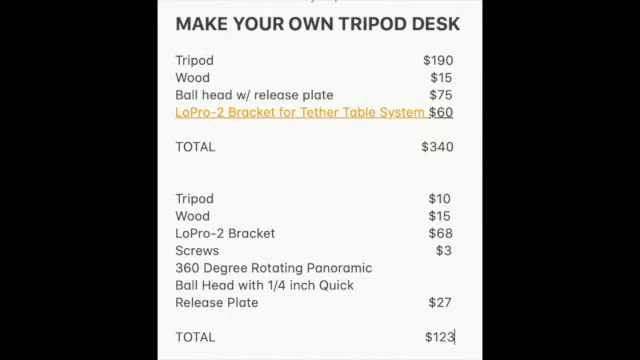 MAKE YOUR OWN TRIPOD DESK
Tripod $190
Wood $15
Ball head w/ release plate $75
LoPro-2 Bracket for Tether Table System $60
TOTAL $340
Tripod $10
Wood $15
LoPro-2 Bracket $68
Screws $3
360 Degree Rotating Panoramic
Ball Head with 1/4 inch Quick
Release Plate $27
TOTAL $123